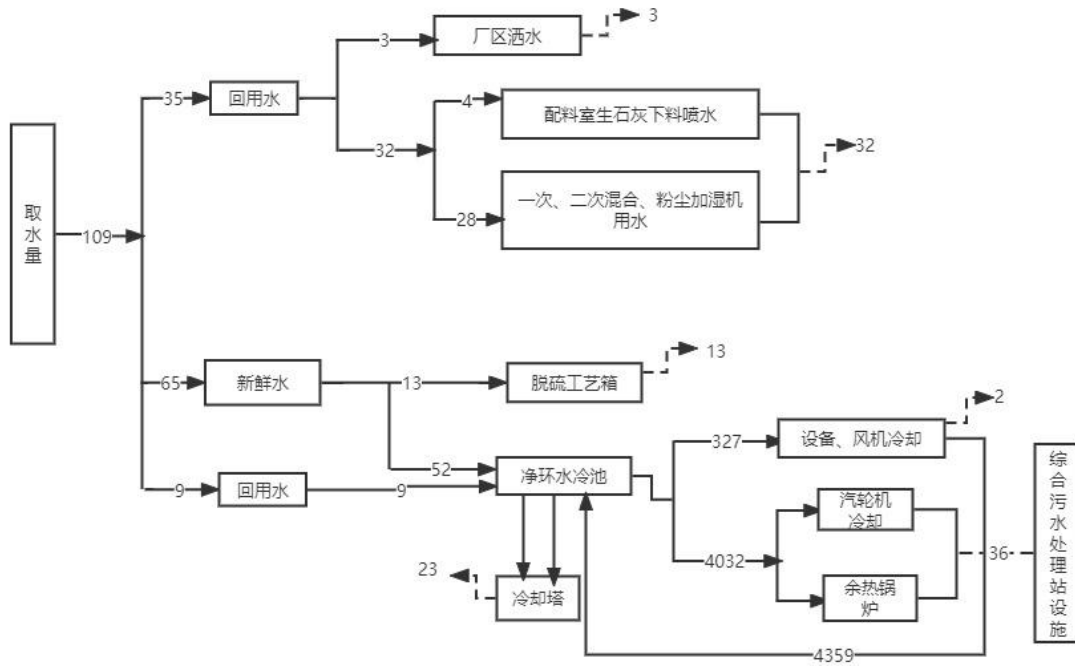 取
水
量
109
35
回用水
3
厂区洒水
3
32
4
配料室生石灰下料喷水
28
一次、二次混合、粉尘加湿机
用水
32
65
新鲜水
13
脱硫工艺箱
13
52
9
回用水
9
净环水冷池
23
冷却塔
327
设备、风机冷却
2
4032
汽轮机
冷却
余热锅
炉
4359
36
综
合
污
水
处
理
站
设
施